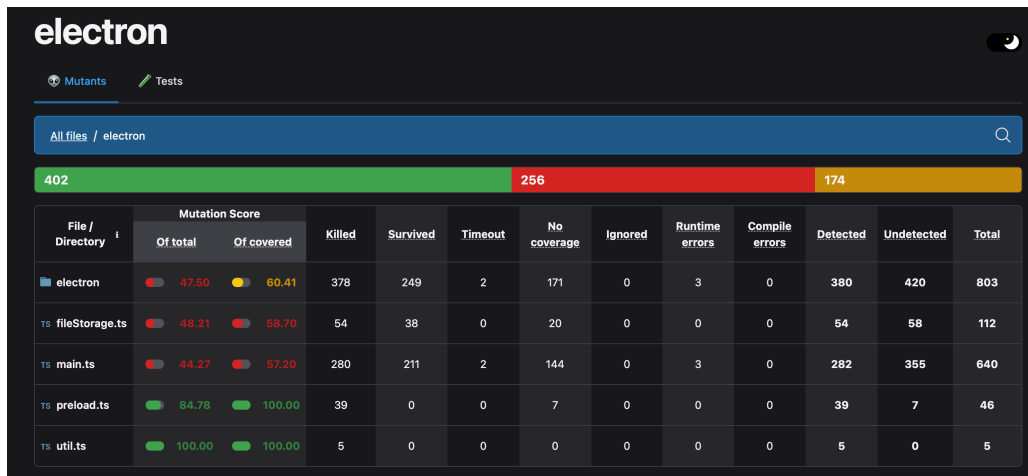 electron
Mutants Tests
All files / electron
402 256 174
File / Directory i Mutation Score Of total Of covered Killed Survived Timeout No coverage Ignored Runtime errors Compile errors Detected Undetected Total
electron 47.50 60.41 378 249 2 171 0 3 0 380 420 803
TS fileStorage.ts 48.21 58.70 54 38 0 20 0 0 0 54 58 112
TS main.ts 44.27 57.20 280 211 2 144 0 3 0 282 355 640
TS preload.ts 84.78 100.00 39 0 0 7 0 0 0 39 7 46
TS util.ts 100.00 100.00 5 0 0 0 0 0 0 5 0 5